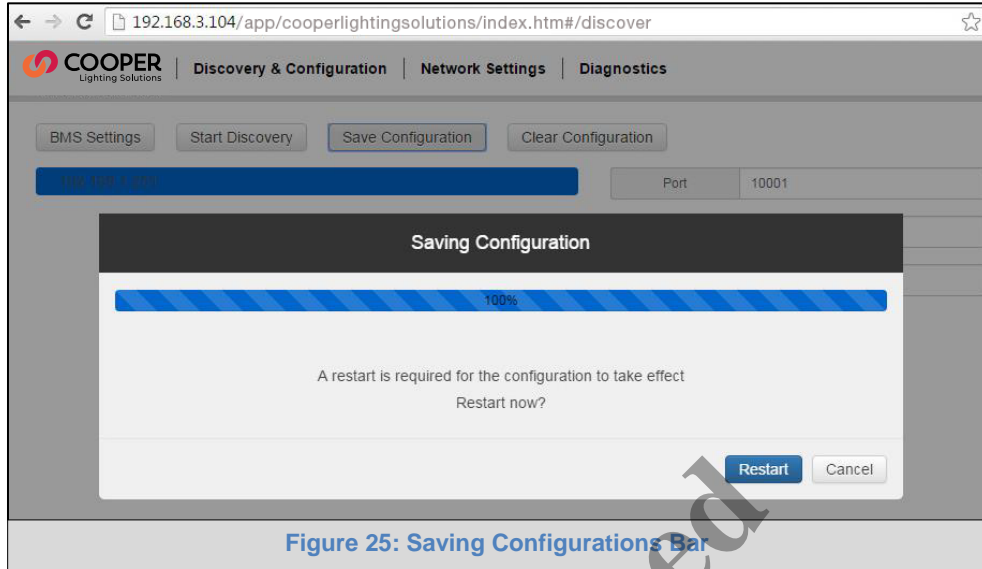 192.168.3.104/app/cooperlightingsolutions/index.htm#/discover
COOPER
Lighting Solutions
Discovery & Configuration | Network Settings | Diagnostics
BMS Settings Start Discovery Save Configuration Clear Configuration
Port 10001
Saving Configuration
100%
A restart is required for the configuration to take effect
Restart now?
Restart Cancel
Figure 25: Saving Configurations Bar